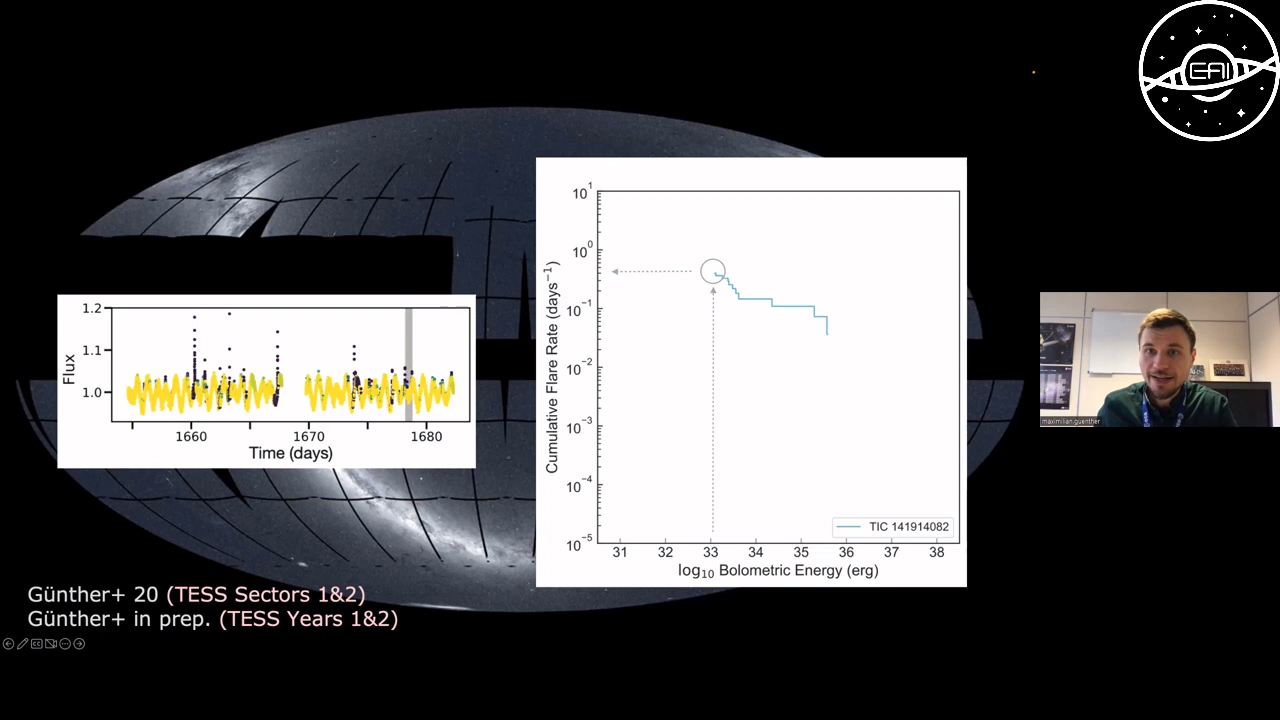 EAI
1.2
1.1
1.0
Flux
1660 1670 1680
Time (days)
10^1
10^0
10^-1
10^-2
10^-3
10^-4
10^-5
Cumulative Flare Rate (days^-1)
TIC 141914082
31 32 33 34 35 36 37 38
log_10 Bolometric Energy (erg)
maximilian.guenther
Günther+ 20 (TESS Sectors 1&2)
Günther+ in prep. (TESS Years 1&2)